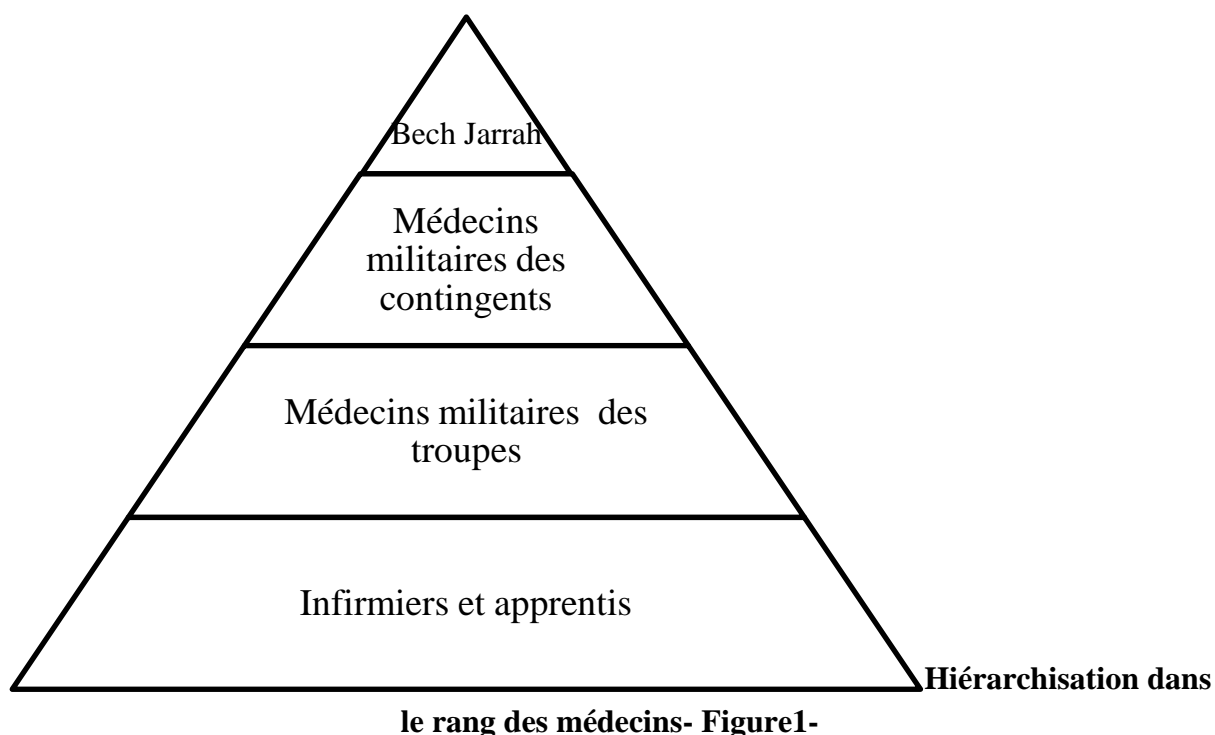 Bech Jarrah
Médecins
militaires des
contingents
Médecins militaires  des
troupes
Infirmiers et apprentis
Hiérarchisation dans
le rang des médecins- Figure1-